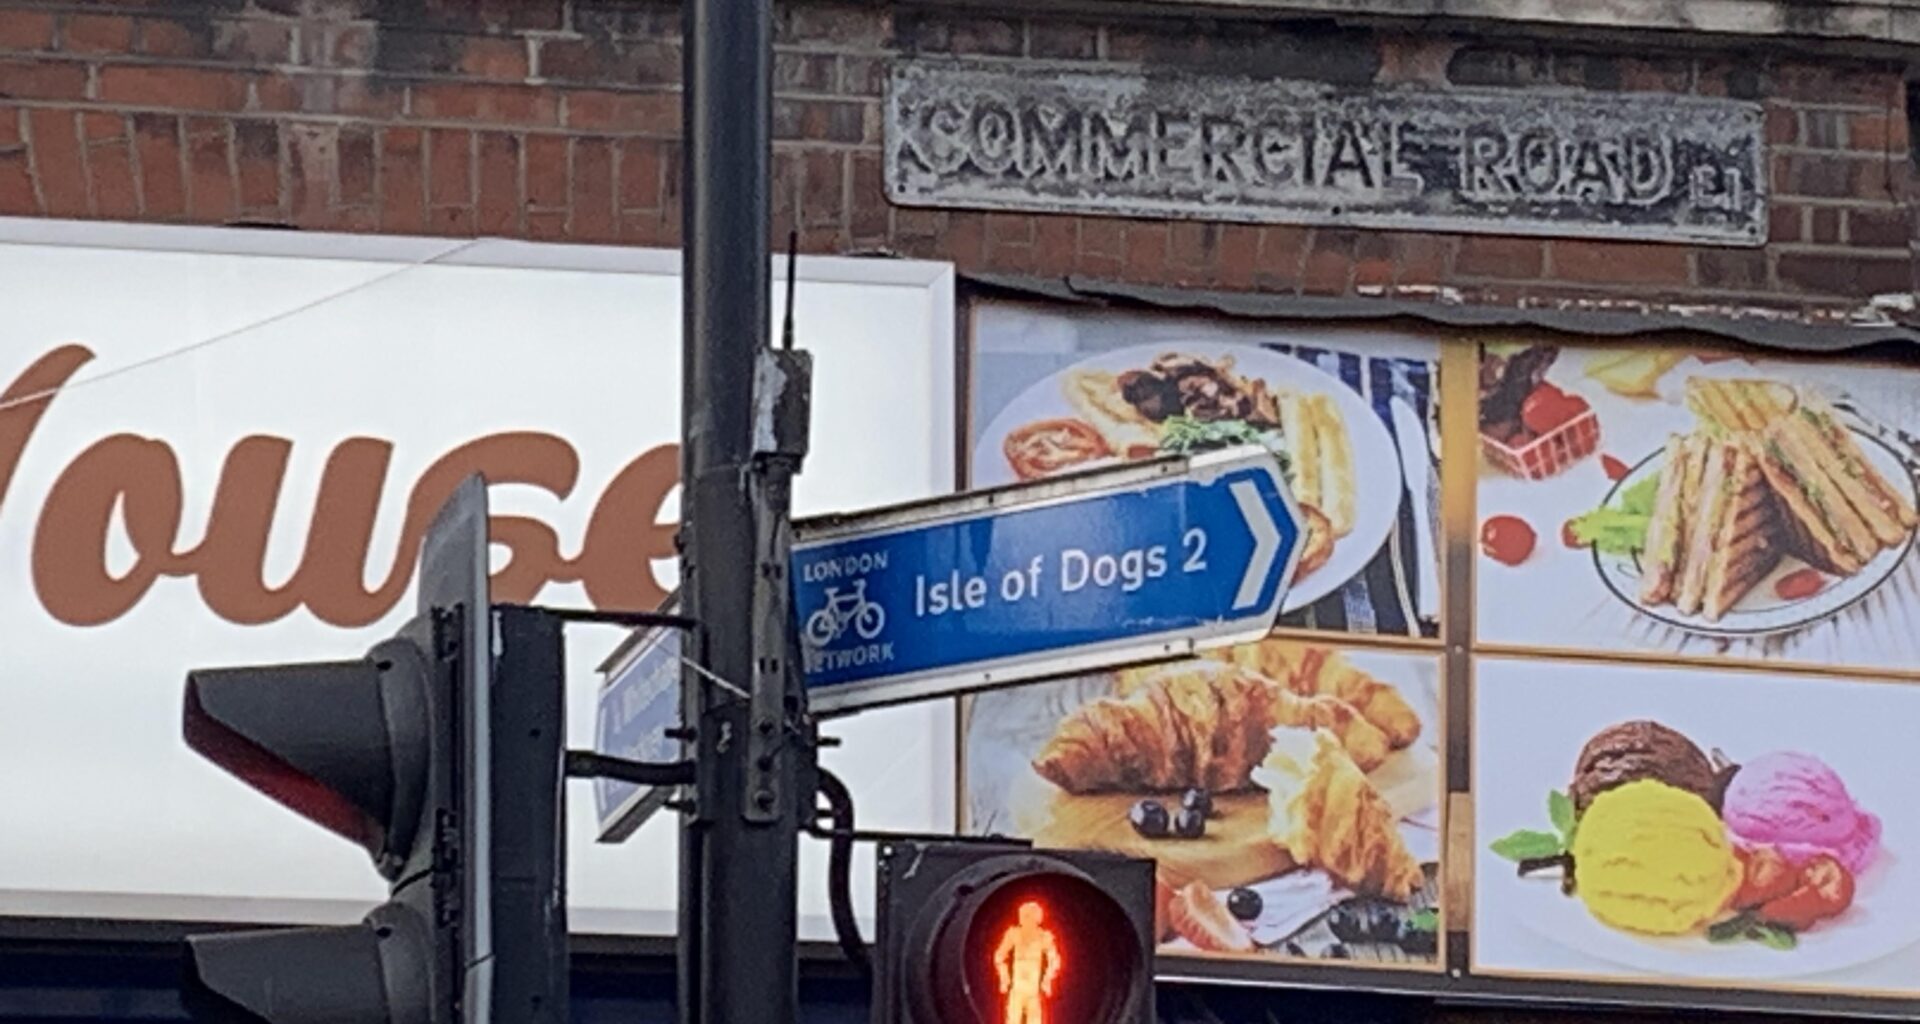 COMMERCIAL ROAD E1
House
LONDON
NETWORK
Isle of Dogs 2